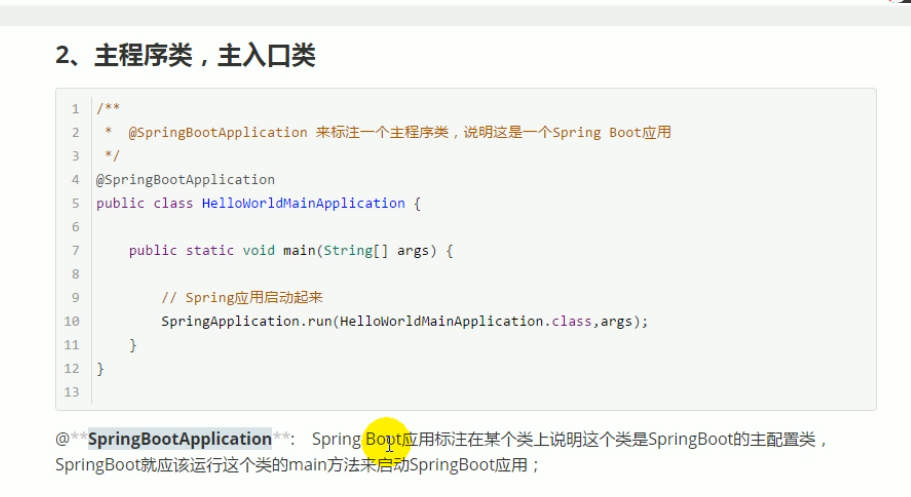 2、主程序类，主入口类
1 /**
2  *  @SpringBootApplication 来标注一个主程序类，说明这是一个Spring Boot应用
3  */
4 @SpringBootApplication
5 public class HelloWorldMainApplication {
6
7     public static void main(String[] args) {
8
9         // Spring应用启动起来
10         SpringApplication.run(HelloWorldMainApplication.class,args);
11     }
12 }
13
@**SpringBootApplication**:   Spring Boot应用标注在某个类上说明这个类是SpringBoot的主配置类，
SpringBoot就应该运行这个类的main方法来启动SpringBoot应用；